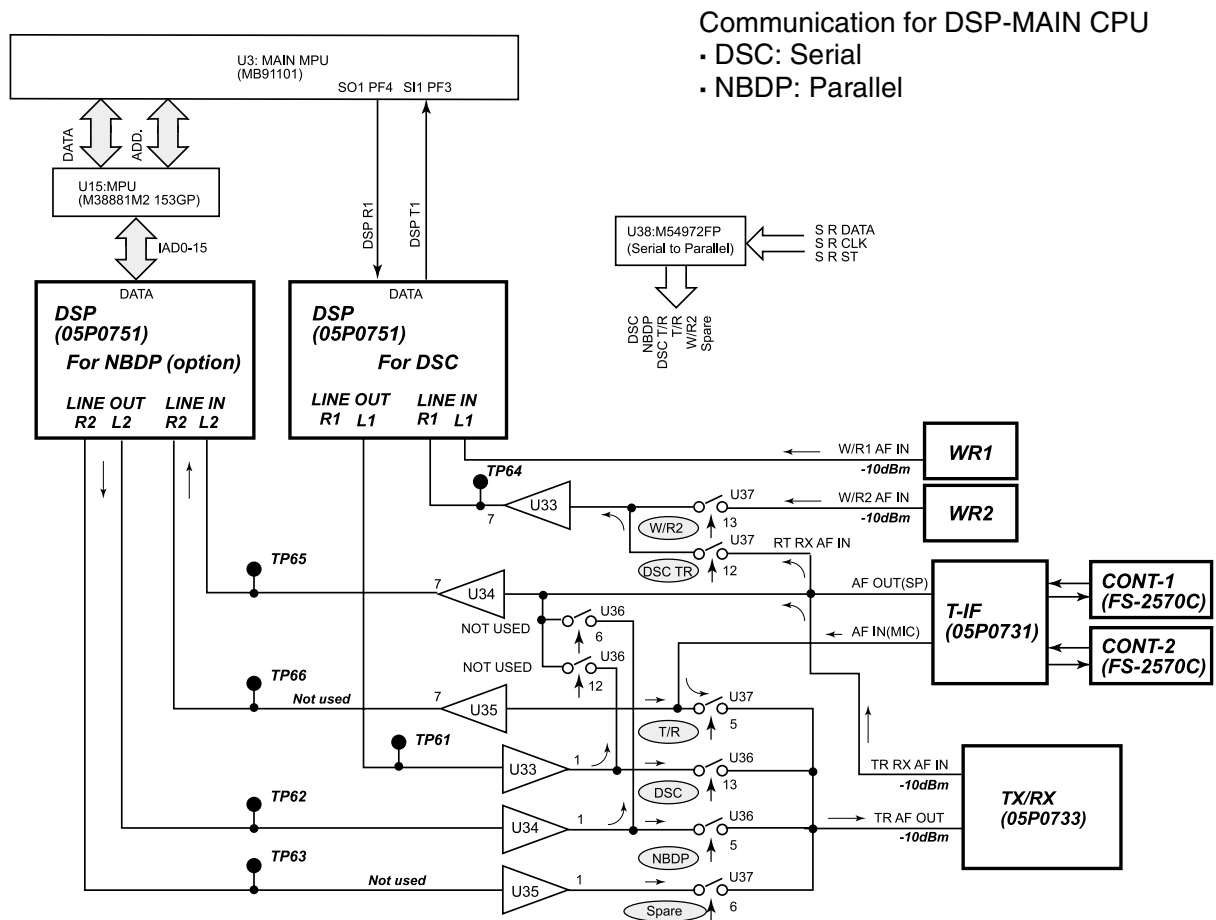 Communication for DSP-MAIN CPU
· DSC: Serial
· NBDP: Parallel
U3: MAIN MPU
(MB91101)
SO1 PF4 SI1 PF3
DATA
ADD.
U15:MPU
(M38881M2 153GP)
IAD0-15
DSP R1
DSP T1
U38:M54972FP
(Serial to Parallel)
S R DATA
S R CLK
S R ST
DSC
NBDP
DSC T/R
T/R
W/R2
Spare
DATA
DSP
(05P0751)
For NBDP (option)
LINE OUT LINE IN
R2 L2 R2 L2
DATA
DSP
(05P0751)
For DSC
LINE OUT LINE IN
R1 L1 R1 L1
W/R1 AF IN
-10dBm
WR1
TP64
U33
7
W/R2
U37
13
W/R2 AF IN
-10dBm
WR2
DSC TR
U37
12
RT RX AF IN
TP65
7
U34
AF OUT(SP)
T-IF
(05P0731)
CONT-1
(FS-2570C)
CONT-2
(FS-2570C)
NOT USED
U36
6
AF IN(MIC)
NOT USED
U36
12
TP66
Not used
7
U35
T/R
U37
5
TP61
U33
1
DSC
U36
13
TR RX AF IN
-10dBm
TX/RX
(05P0733)
TP62
U34
1
NBDP
U36
5
TR AF OUT
-10dBm
TP63
Not used
U35
1
Spare
U37
6